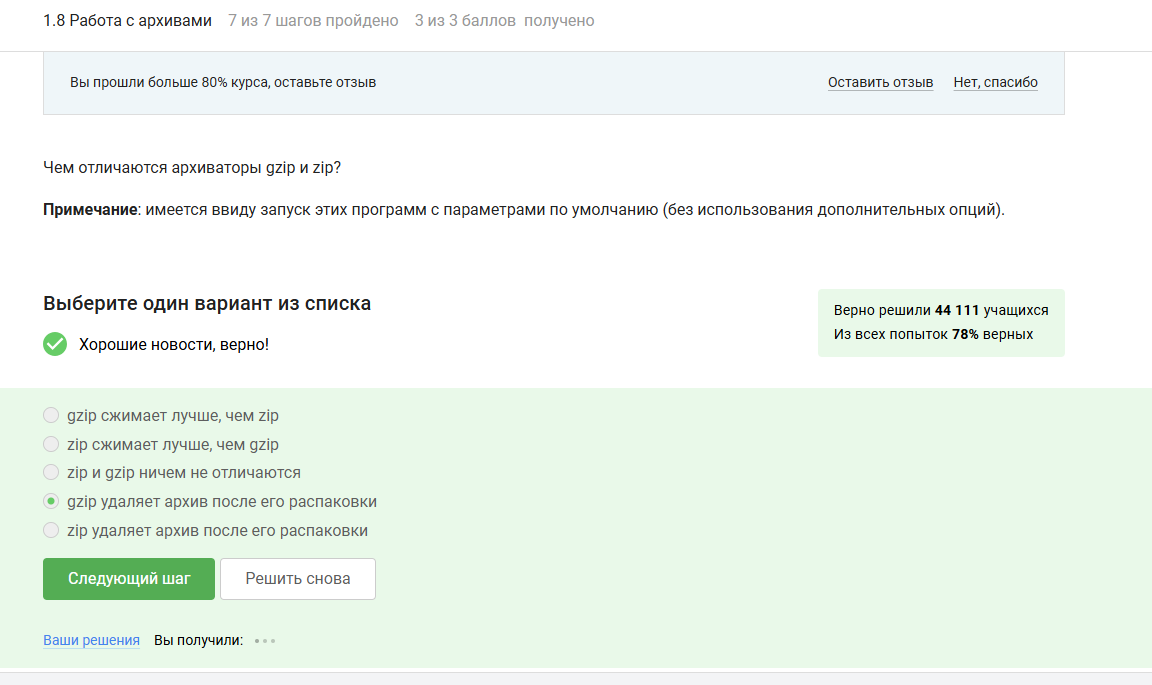 1.8 Работа с архивами 7 из 7 шагов пройдено 3 из 3 баллов получено
Вы прошли больше 80% курса, оставьте отзыв Оставить отзыв Нет, спасибо
Чем отличаются архиваторы gzip и zip?
Примечание: имеется ввиду запуск этих программ с параметрами по умолчанию (без использования дополнительных опций).
Выберите один вариант из списка
Хорошие новости, верно!
Верно решили 44 111 учащихся
Из всех попыток 78% верных
gzip сжимает лучше, чем zip
zip сжимает лучше, чем gzip
zip и gzip ничем не отличаются
gzip удаляет архив после его распаковки
zip удаляет архив после его распаковки
Следующий шаг Решить снова
Ваши решения Вы получили: